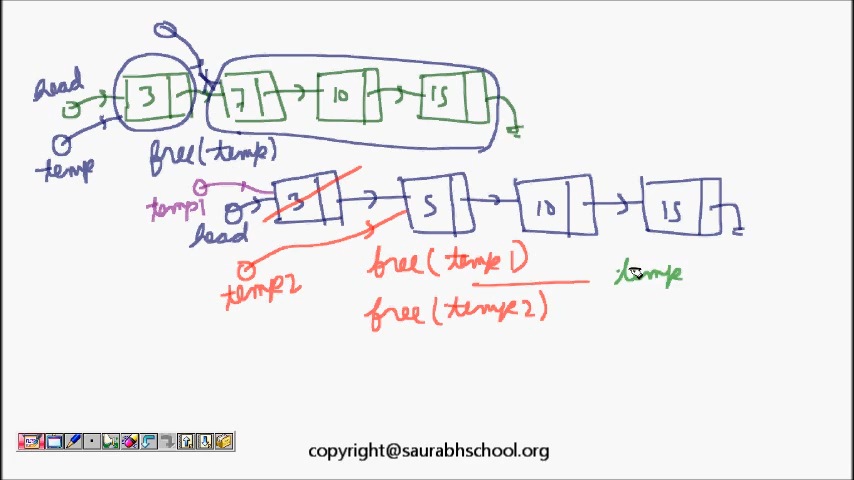 head
3 7 10 15
temp
free(temp)
temp1
3 5 10 15
head
temp2
free(temp1)
temp
free(temp2)
copyright@saurabhschool.org